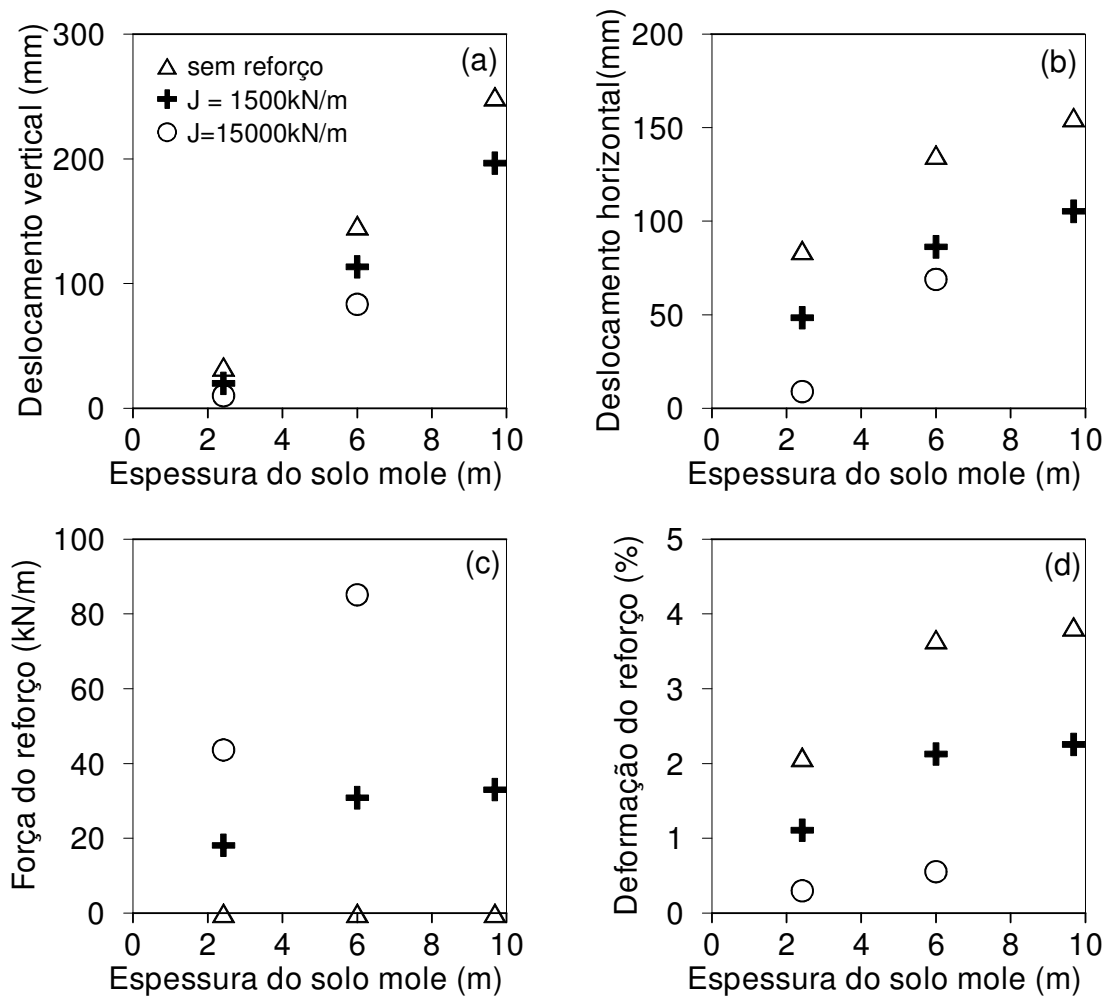 Deslocamento vertical (mm)
300
200
100
0
(a)
sem reforço
J = 1500kN/m
J=15000kN/m
0 2 4 6 8 10
Espessura do solo mole (m)
Deslocamento horizontal(mm)
200
150
100
50
0
(b)
0 2 4 6 8 10
Espessura do solo mole (m)
Força do reforço (kN/m)
100
80
60
40
20
0
(c)
0 2 4 6 8 10
Espessura do solo mole (m)
Deformação do reforço (%)
5
4
3
2
1
0
(d)
0 2 4 6 8 10
Espessura do solo mole (m)